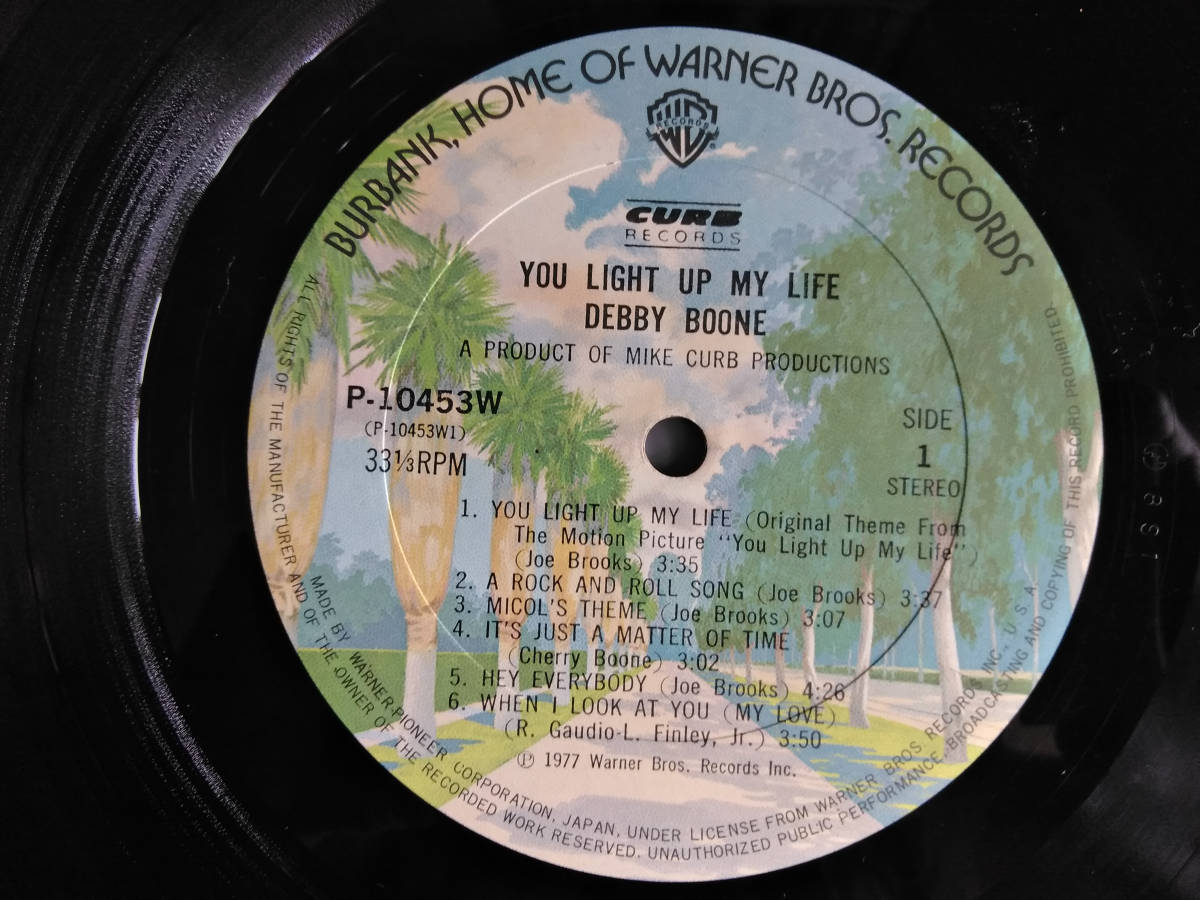 BURBANK, HOME OF WARNER BROS. RECORDS
RECORDS
CURB
RECORDS
YOU LIGHT UP MY LIFE
DEBBY BOONE
A PRODUCT OF MIKE CURB PRODUCTIONS
P-10453W
(P-10453W1)
33⅓RPM
SIDE
1
STEREO
1. YOU LIGHT UP MY LIFE (Original Theme From
The Motion Picture "You Light Up My Life")
(Joe Brooks) 3:35
2. A ROCK AND ROLL SONG (Joe Brooks) 3:37
3. MICOL'S THEME (Joe Brooks) 3:07
4. IT'S JUST A MATTER OF TIME
(Cherry Boone) 3:02
5. HEY EVERYBODY (Joe Brooks) 4:26
6. WHEN I LOOK AT YOU (MY LOVE)
(R. Gaudio-L. Finley, Jr.) 3:50
Ⓟ 1977 Warner Bros. Records Inc.
MADE BY WARNER-PIONEER CORPORATION, JAPAN, UNDER LICENSE FROM WARNER BROS. RECORDS INC., U.S.A.
ALL RIGHTS OF THE MANUFACTURER AND OF THE OWNER OF THE RECORDED WORK RESERVED. UNAUTHORIZED PUBLIC PERFORMANCE, BROADCASTING AND COPYING OF THIS RECORD PROHIBITED